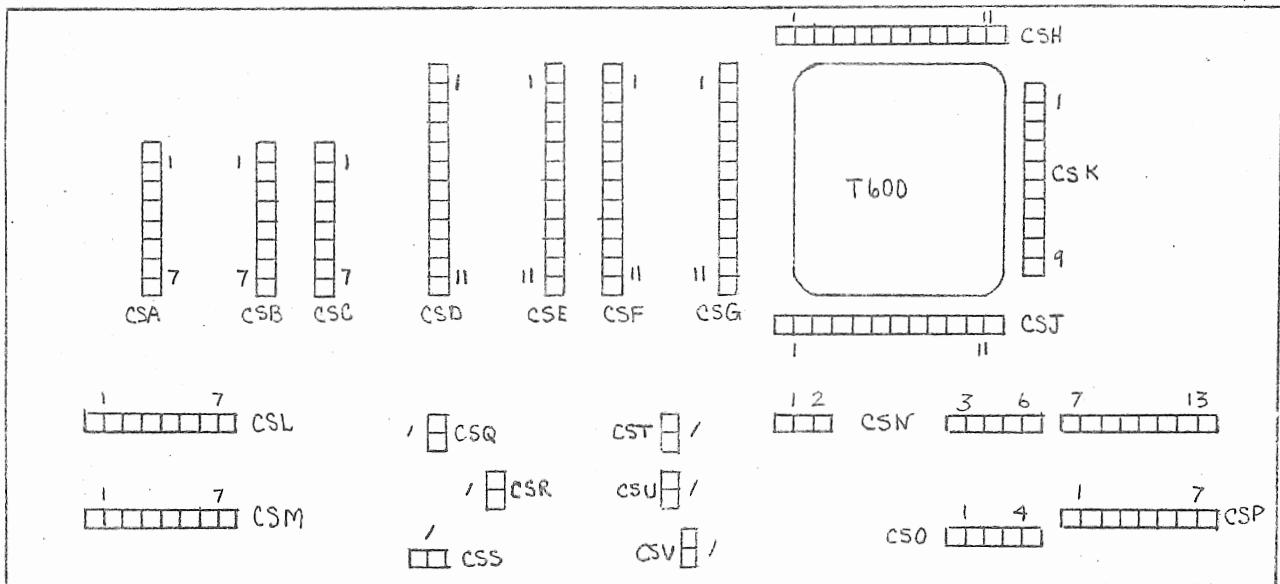 1 11
CSH
1 1 1 1 1
1 1 1
CSK
T600
7 7 7 11 11 11 11 9
CSA CSB CSC CSD CSE CSF CSG
CSJ
1 11
1 7 1 2 3 6 7 13
CSL 1 CSQ CST 1 CSN
1 7 1 CSR CSU 1 1 4 1 7
CSM 1 CSS CSV 1 CSO CSP